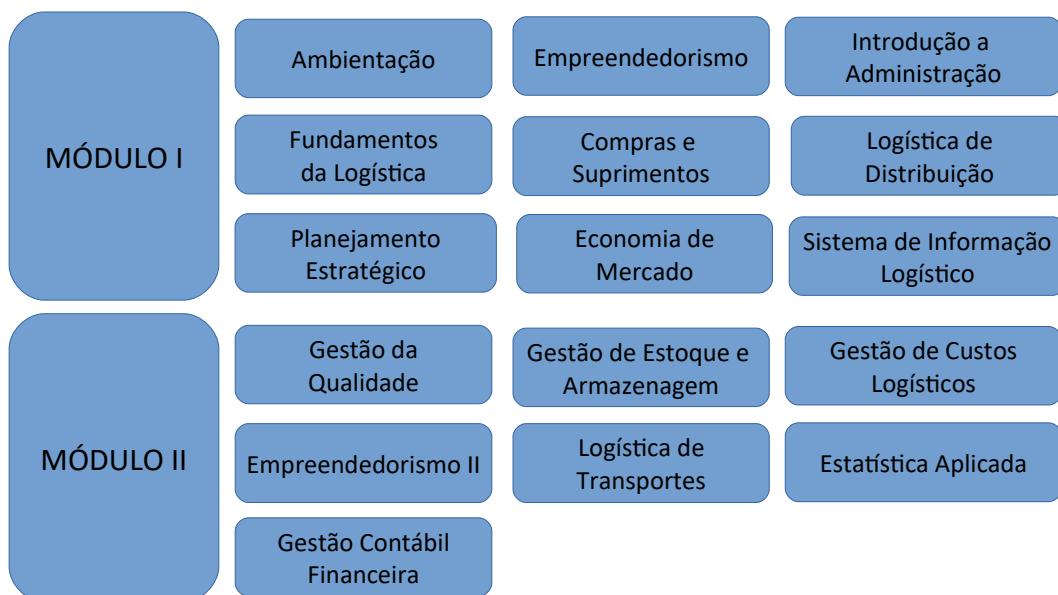 MÓDULO I
Ambientação
Empreendedorismo
Introdução a
Administração
Fundamentos
da Logística
Compras e
Suprimentos
Logística de
Distribuição
Planejamento
Estratégico
Economia de
Mercado
Sistema de Informação
Logístico
MÓDULO II
Gestão da
Qualidade
Gestão de Estoque e
Armazenagem
Gestão de Custos
Logísticos
Empreendedorismo II
Logística de
Transportes
Estatística Aplicada
Gestão Contábil
Financeira